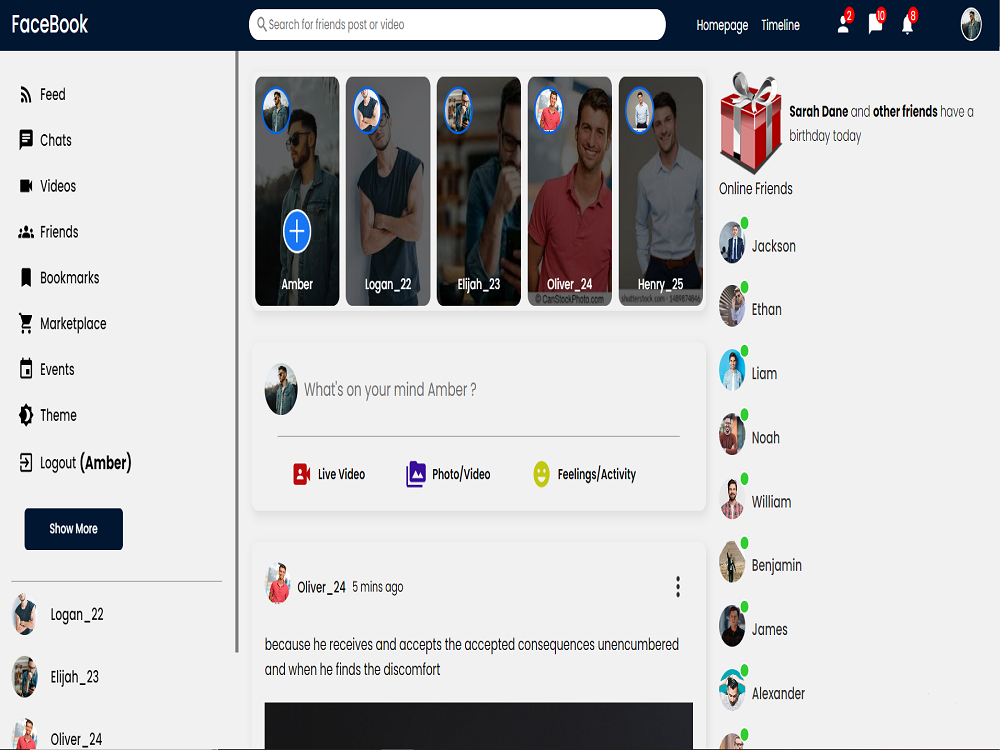 FaceBook
Search for friends post or video
Homepage
Timeline
2
10
8
Feed
Chats
Videos
Friends
Bookmarks
Marketplace
Events
Theme
Logout (Amber)
Show More
Logan_22
Elijah_23
Oliver_24
Amber
Logan_22
Elijah_23
Oliver_24
© CanStockPhoto.com
Henry_25
shutterstock.com · 1489874846
What's on your mind Amber ?
Live Video
Photo/Video
Feelings/Activity
Oliver_24 5 mins ago
because he receives and accepts the accepted consequences unencumbered
and when he finds the discomfort
Sarah Dane and other friends have a
birthday today
Online Friends
Jackson
Ethan
Liam
Noah
William
Benjamin
James
Alexander